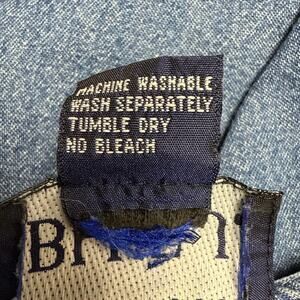 MACHINE WASHABLE
WASH SEPARATELY
TUMBLE DRY
NO BLEACH